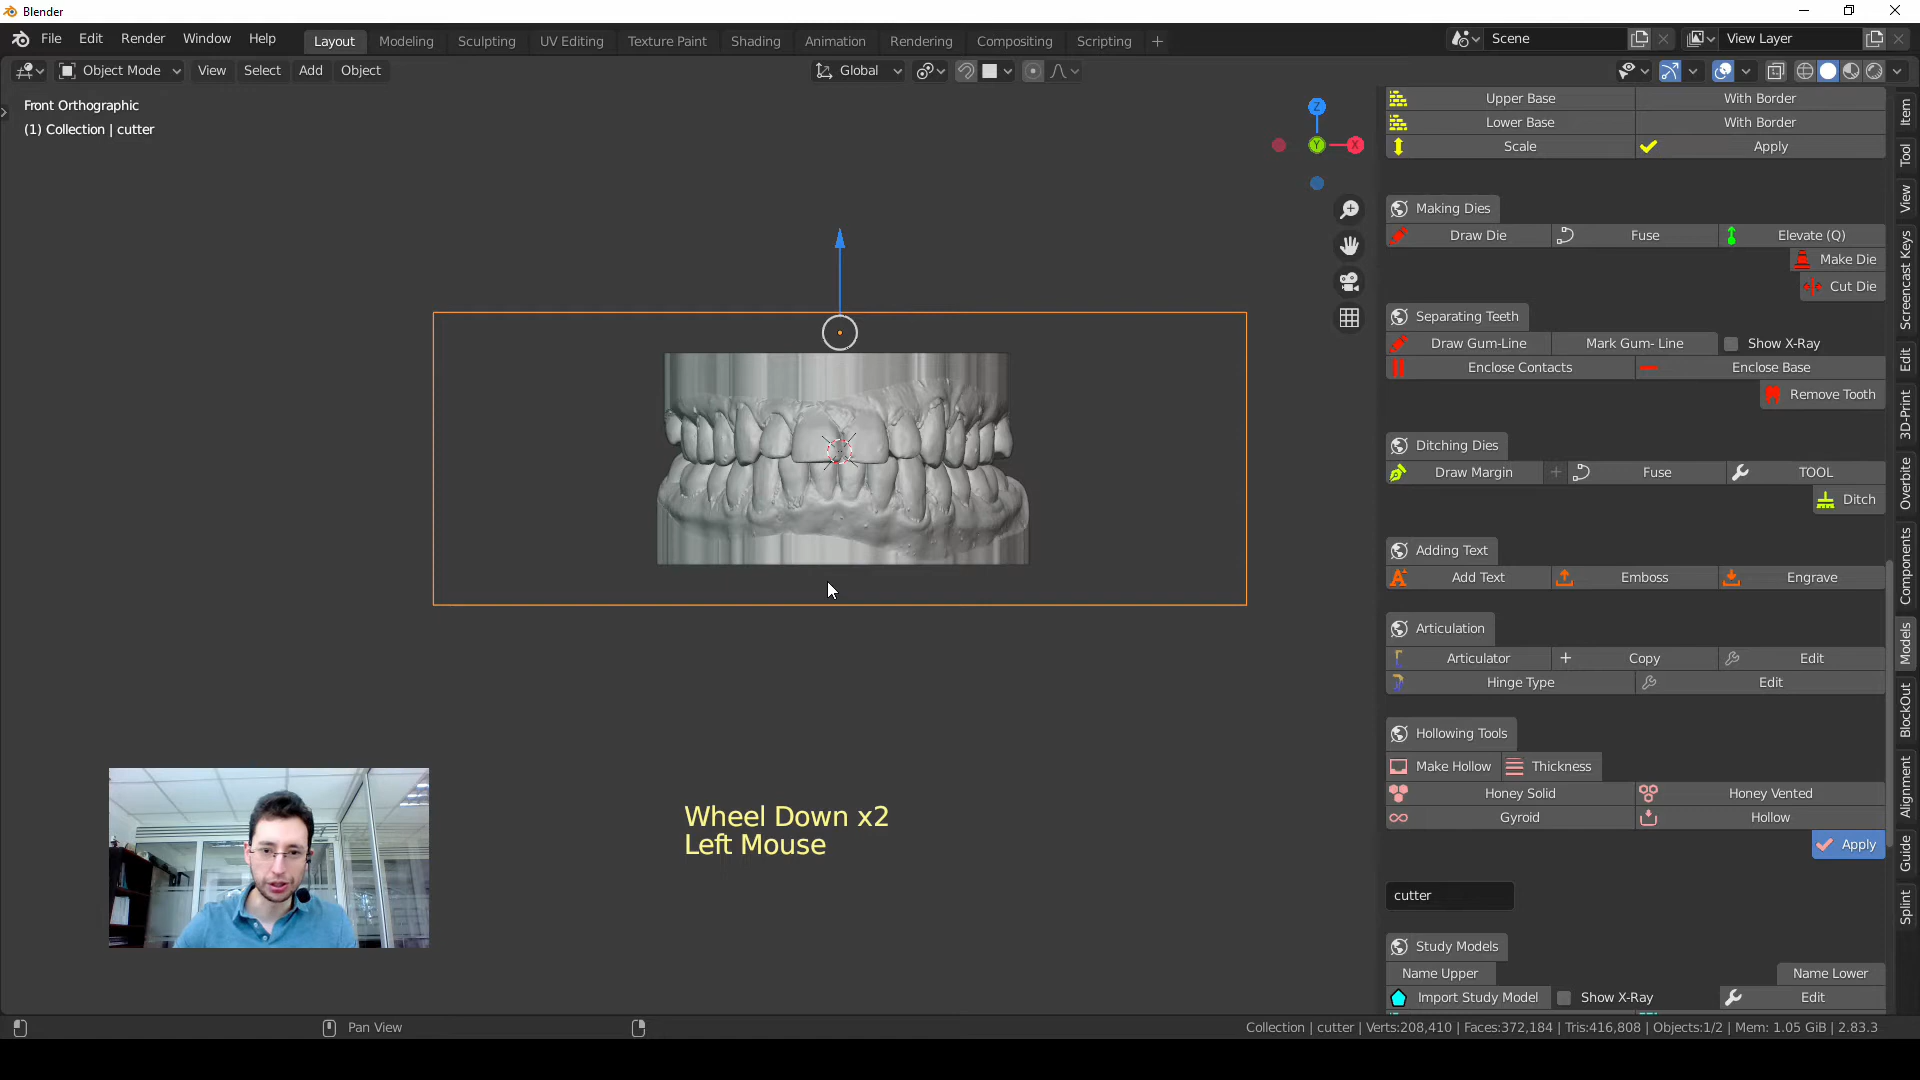 Blender
File Edit Render Window Help Layout Modeling Sculpting UV Editing Texture Paint Shading Animation Rendering Compositing Scripting + Scene View Layer
Object Mode View Select Add Object Global
Front Orthographic
(1) Collection | cutter
Z
Y
X
Upper Base With Border
Lower Base With Border
Scale Apply
Making Dies
Draw Die Fuse Elevate (Q)
Make Die
Cut Die
Separating Teeth
Draw Gum-Line Mark Gum- Line Show X-Ray
Enclose Contacts Enclose Base
Remove Tooth
Ditching Dies
Draw Margin Fuse TOOL
Ditch
Adding Text
Add Text Emboss Engrave
Articulation
Articulator Copy Edit
Hinge Type Edit
Hollowing Tools
Make Hollow Thickness
Honey Solid Honey Vented
Gyroid Hollow
Apply
cutter
Study Models
Name Upper Name Lower
Import Study Model Show X-Ray Edit
Item
Tool
View
Screencast Keys
Edit
3D-Print
Overbite
Components
Models
BlockOut
Alignment
Guide
Splint
Wheel Down x2
Left Mouse
Pan View
Collection | cutter | Verts:208,410 | Faces:372,184 | Tris:416,808 | Objects:1/2 | Mem: 1.05 GiB | 2.83.3